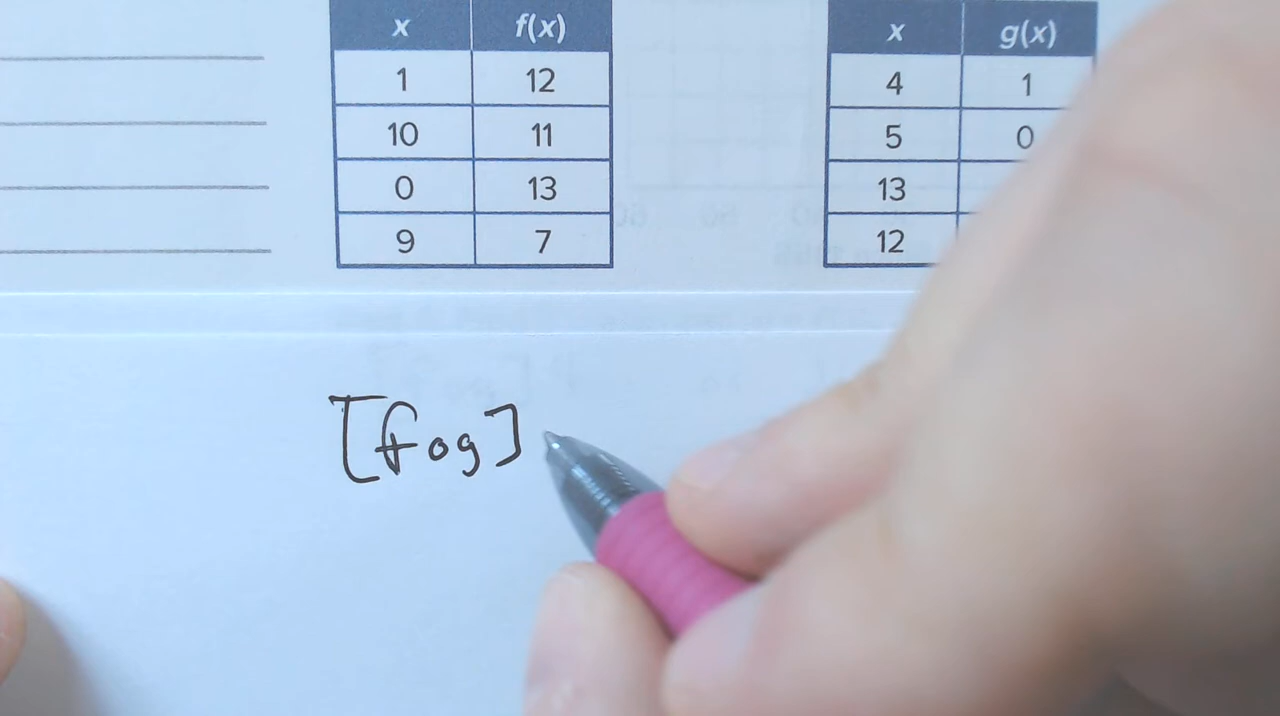 x f(x) x g(x)
1 12 4 1
10 11 5 0
0 13 13
9 7 12
[fog]